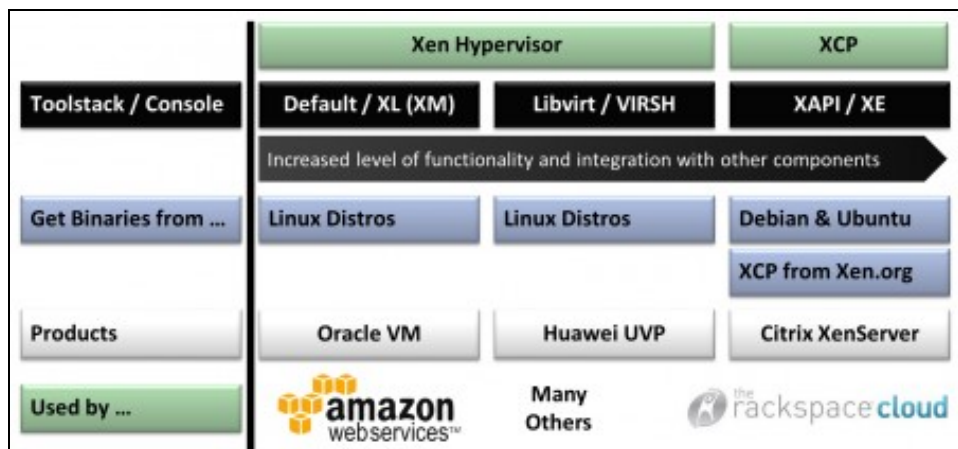 Xen Hypervisor XCP
Toolstack / Console Default / XL (XM) Libvirt / VIRSH XAPI / XE
Increased level of functionality and integration with other components
Get Binaries from ... Linux Distros Linux Distros Debian & Ubuntu
XCP from Xen.org
Products Oracle VM Huawei UVP Citrix XenServer
Used by ... amazon webservices™ Many Others the rackspace cloud